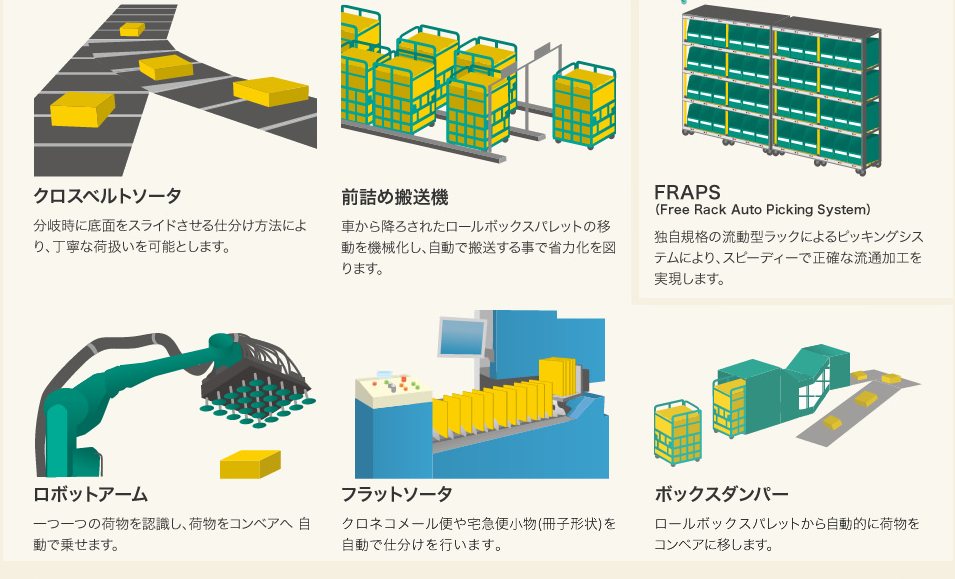 クロスベルトソータ
分岐時に底面をスライドさせる仕分け方法によ
り、丁寧な荷扱いを可能とします。
前詰め搬送機
車から降ろされたロールボックスパレットの移
動を機械化し、自動で搬送する事で省力化を図
ります。
FRAPS
(Free Rack Auto Picking System)
独自規格の流動型ラックによるピッキングシス
テムにより、スピーディーで正確な流通加工を
実現します。
ロボットアーム
一つ一つの荷物を認識し、荷物をコンベアへ 自
動で乗せます。
フラットソータ
クロネコメール便や宅急便小物(冊子形状)を
自動で仕分けを行います。
ボックスダンパー
ロールボックスパレットから自動的に荷物を
コンベアに移します。